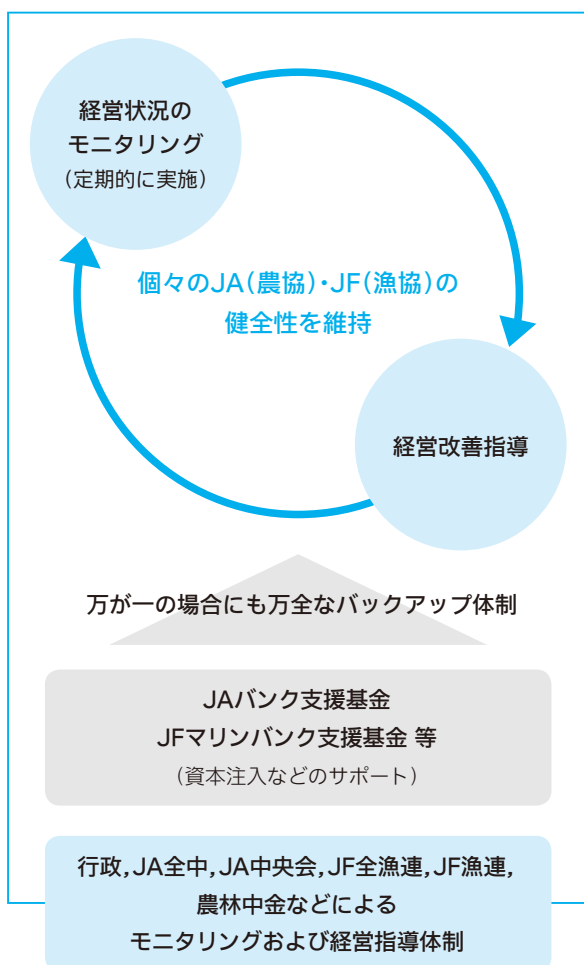 経営状況の
モニタリング
（定期的に実施）
個々のJA（農協）・JF（漁協）の
健全性を維持
経営改善指導
万が一の場合にも万全なバックアップ体制
JAバンク支援基金
JFマリンバンク支援基金 等
（資本注入などのサポート）
行政,JA全中,JA中央会,JF全漁連,JF漁連,
農林中金などによる
モニタリングおよび経営指導体制